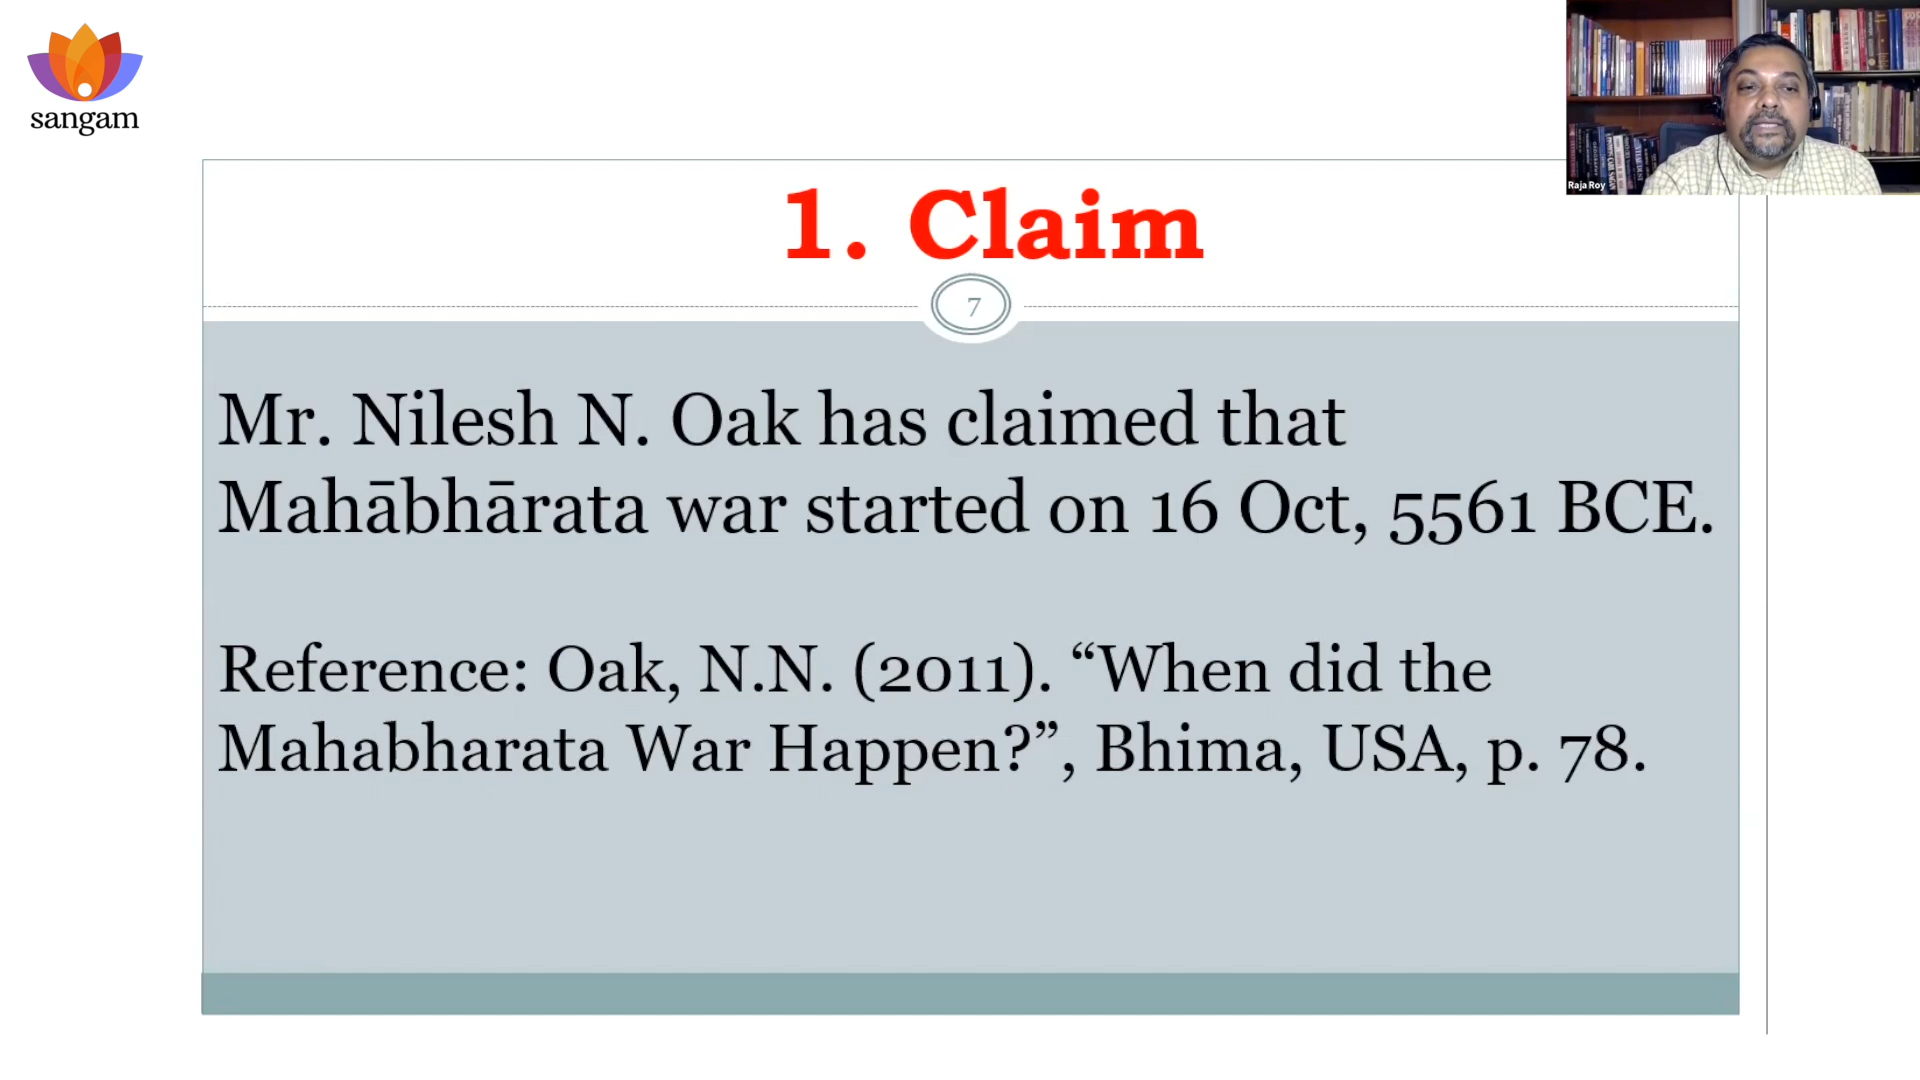 sangam
Raja Roy
1. Claim
7
Mr. Nilesh N. Oak has claimed that
Mahābhārata war started on 16 Oct, 5561 BCE.
Reference: Oak, N.N. (2011). “When did the
Mahabharata War Happen?”, Bhima, USA, p. 78.